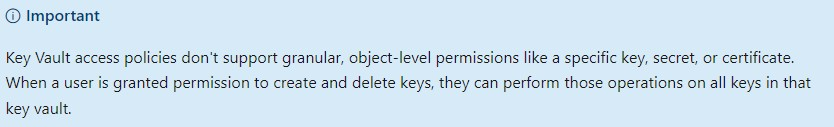 Important
Key Vault access policies don't support granular, object-level permissions like a specific key, secret, or certificate.
When a user is granted permission to create and delete keys, they can perform those operations on all keys in that
key vault.